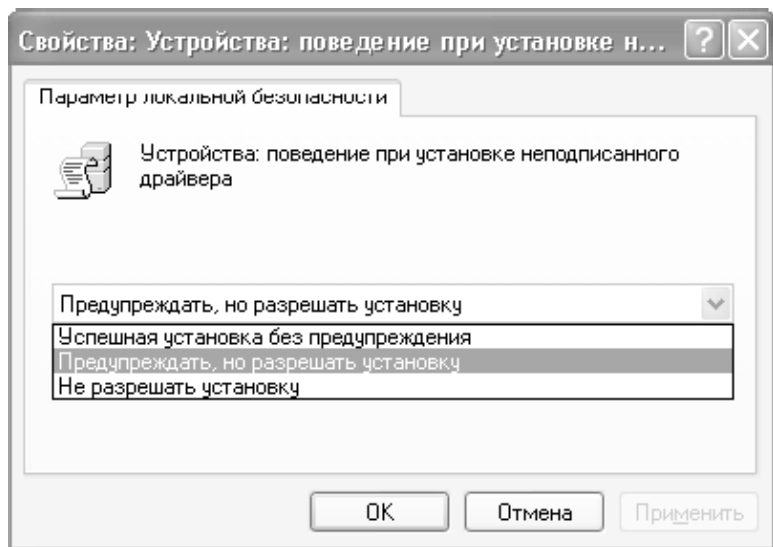 Свойства: Устройства: поведение при установке н...
Параметр локальной безопасности
Устройства: поведение при установке неподписанного
драйвера
Предупреждать, но разрешать установку
Успешная установка без предупреждения
Предупреждать, но разрешать установку
Не разрешать установку
ОК
Отмена
Применить